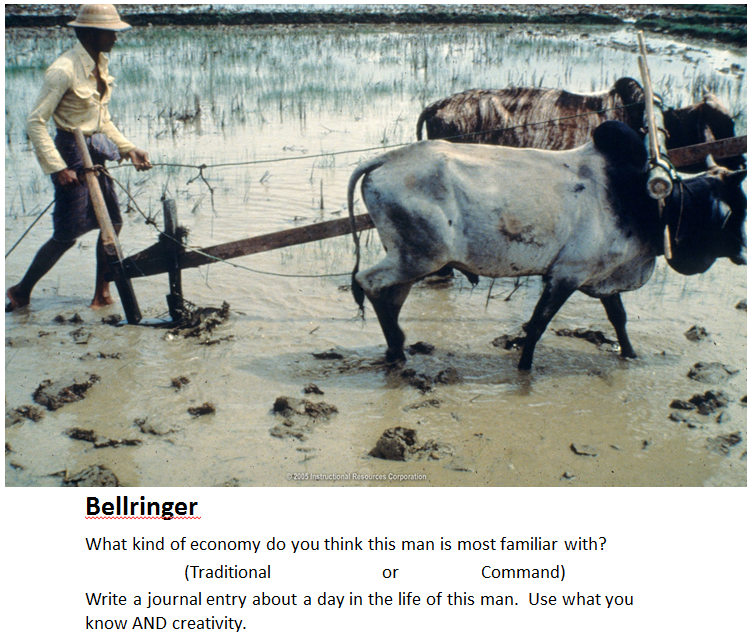 © 2005 Instructional Resources Corporation
Bellringer
What kind of economy do you think this man is most familiar with?
(Traditional or Command)
Write a journal entry about a day in the life of this man. Use what you
know AND creativity.